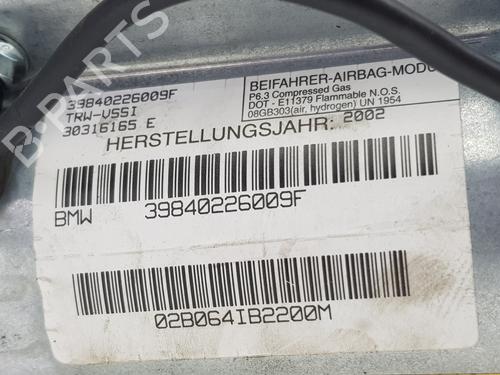 39840226009F
TRW-VSSI
30316165 E
BEIFAHRER-AIRBAG-MODU
P6.3 Compressed Gas
DOT - E11379 Flammable N.O.S.
08GB303(air, hydrogen) UN 1954
HERSTELLUNGSJAHR: 2002
BMW 39840226009F
02B064IB2200M